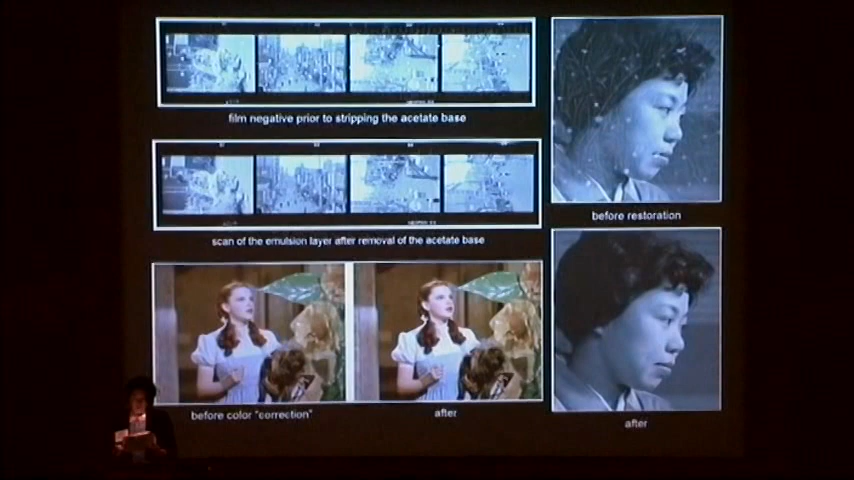 film negative prior to stripping the acetate base
scan of the emulsion layer after removal of the acetate base
before color "correction"
after
before restoration
after